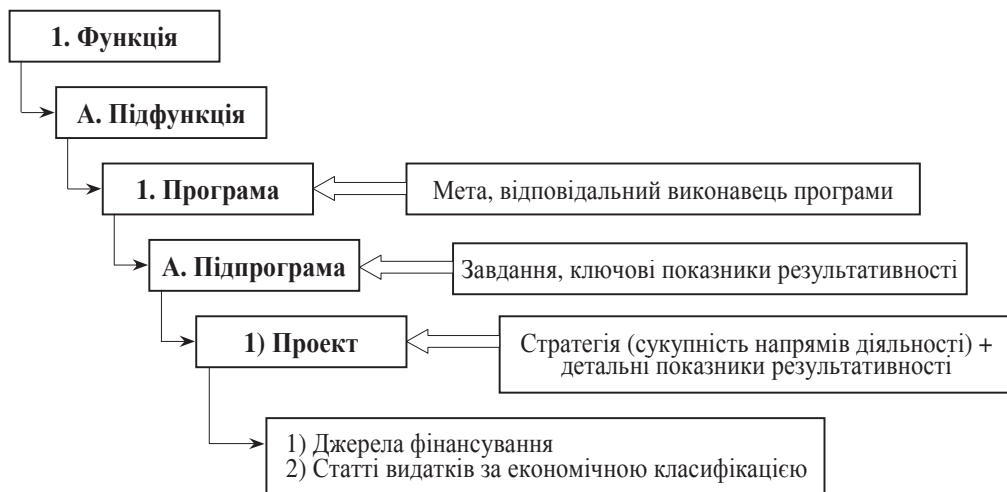 1. Функція
А. Підфункція
1. Програма
Мета, відповідальний виконавець програми
А. Підпрограма
Завдання, ключові показники результативності
1) Проект
Стратегія (сукупність напрямів діяльності) +
детальні показники результативності
1) Джерела фінансування
2) Статті видатків за економічною класифікацією